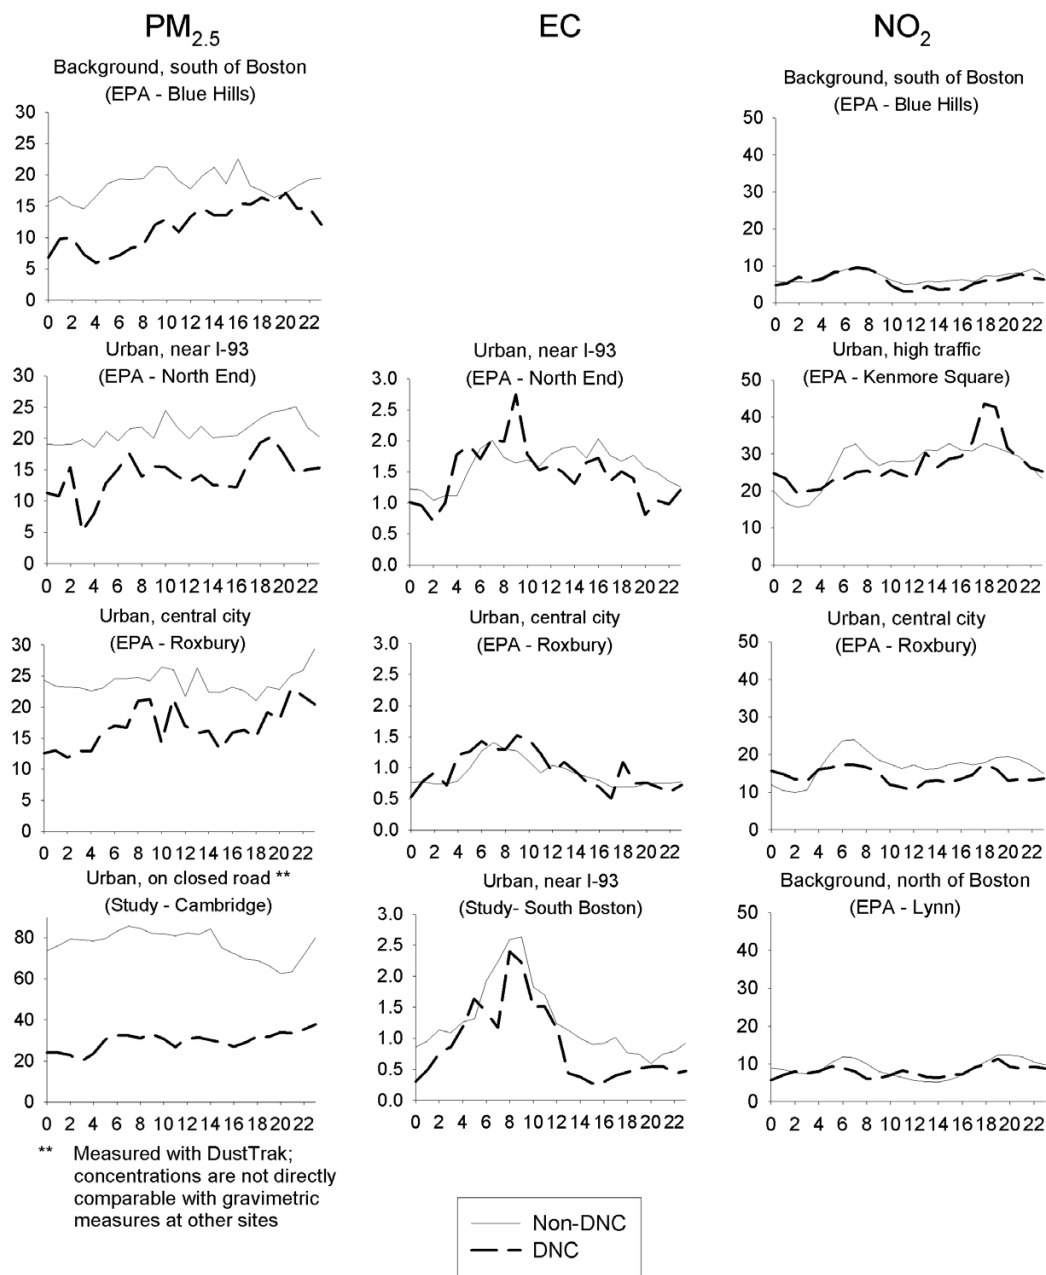 PM2.5
EC
NO2
Background, south of Boston
(EPA - Blue Hills)
30
25
20
15
10
5
0
0 2 4 6 8 10 12 14 16 18 20 22
Background, south of Boston
(EPA - Blue Hills)
50
40
30
20
10
0
0 2 4 6 8 10 12 14 16 18 20 22
Urban, near I-93
(EPA - North End)
30
25
20
15
10
5
0
0 2 4 6 8 10 12 14 16 18 20 22
Urban, near I-93
(EPA - North End)
3.0
2.5
2.0
1.5
1.0
0.5
0.0
0 2 4 6 8 10 12 14 16 18 20 22
Urban, high traffic
(EPA - Kenmore Square)
50
40
30
20
10
0
0 2 4 6 8 10 12 14 16 18 20 22
Urban, central city
(EPA - Roxbury)
30
25
20
15
10
5
0
0 2 4 6 8 10 12 14 16 18 20 22
Urban, central city
(EPA - Roxbury)
3.0
2.5
2.0
1.5
1.0
0.5
0.0
0 2 4 6 8 10 12 14 16 18 20 22
Urban, central city
(EPA - Roxbury)
50
40
30
20
10
0
0 2 4 6 8 10 12 14 16 18 20 22
Urban, on closed road **
(Study - Cambridge)
80
60
40
20
0
0 2 4 6 8 10 12 14 16 18 20 22
Urban, near I-93
(Study- South Boston)
3.0
2.5
2.0
1.5
1.0
0.5
0.0
0 2 4 6 8 10 12 14 16 18 20 22
Background, north of Boston
(EPA - Lynn)
50
40
30
20
10
0
0 2 4 6 8 10 12 14 16 18 20 22
** Measured with DustTrak;
concentrations are not directly
comparable with gravimetric
measures at other sites
Non-DNC
DNC